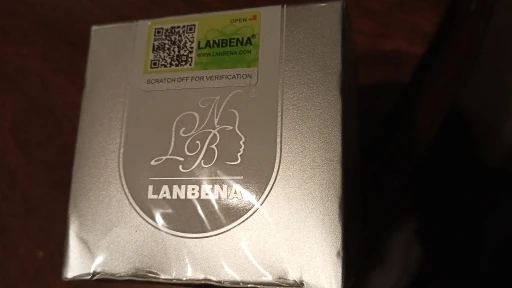 OPEN
LANBENA®
WWW.LANBENA.COM
SCRATCH OFF FOR VERIFICATION
LNB
LANBENA